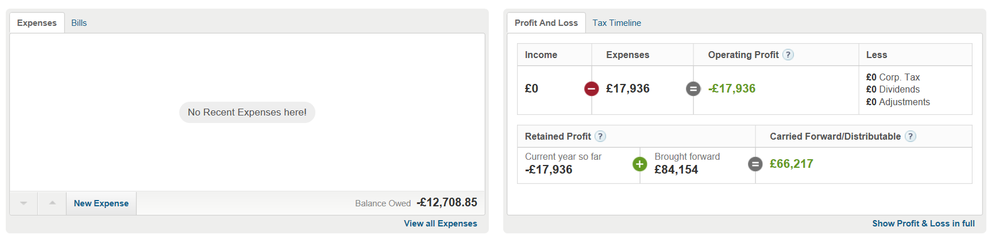 Expenses
Bills
No Recent Expenses here!
New Expense
Balance Owed -£12,708.85
View all Expenses
Profit And Loss
Tax Timeline
Income Expenses Operating Profit ? Less
£0 − £17,936 = -£17,936
£0 Corp. Tax
£0 Dividends
£0 Adjustments
Retained Profit ? Carried Forward/Distributable ?
Current year so far Brought forward
-£17,936 + £84,154 = £66,217
Show Profit & Loss in full